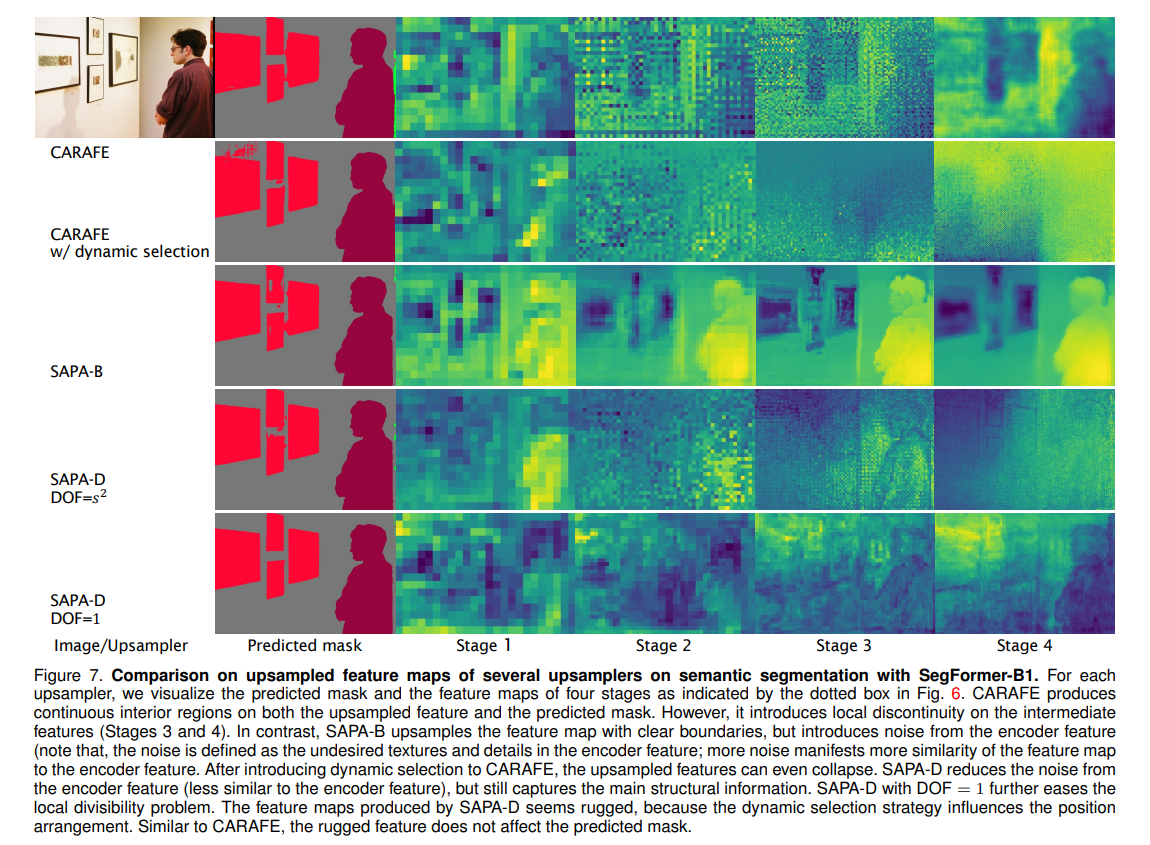 CARAFE
CARAFE
w/ dynamic selection
SAPA-B
SAPA-D
DOF=s²
SAPA-D
DOF=1
Image/Upsampler Predicted mask Stage 1 Stage 2 Stage 3 Stage 4
Figure 7. Comparison on upsampled feature maps of several upsamplers on semantic segmentation with SegFormer-B1. For each
upsampler, we visualize the predicted mask and the feature maps of four stages as indicated by the dotted box in Fig. 6. CARAFE produces
continuous interior regions on both the upsampled feature and the predicted mask. However, it introduces local discontinuity on the intermediate
features (Stages 3 and 4). In contrast, SAPA-B upsamples the feature map with clear boundaries, but introduces noise from the encoder feature
(note that, the noise is defined as the undesired textures and details in the encoder feature; more noise manifests more similarity of the feature map
to the encoder feature. After introducing dynamic selection to CARAFE, the upsampled features can even collapse. SAPA-D reduces the noise from
the encoder feature (less similar to the encoder feature), but still captures the main structural information. SAPA-D with DOF = 1 further eases the
local divisibility problem. The feature maps produced by SAPA-D seems rugged, because the dynamic selection strategy influences the position
arrangement. Similar to CARAFE, the rugged feature does not affect the predicted mask.